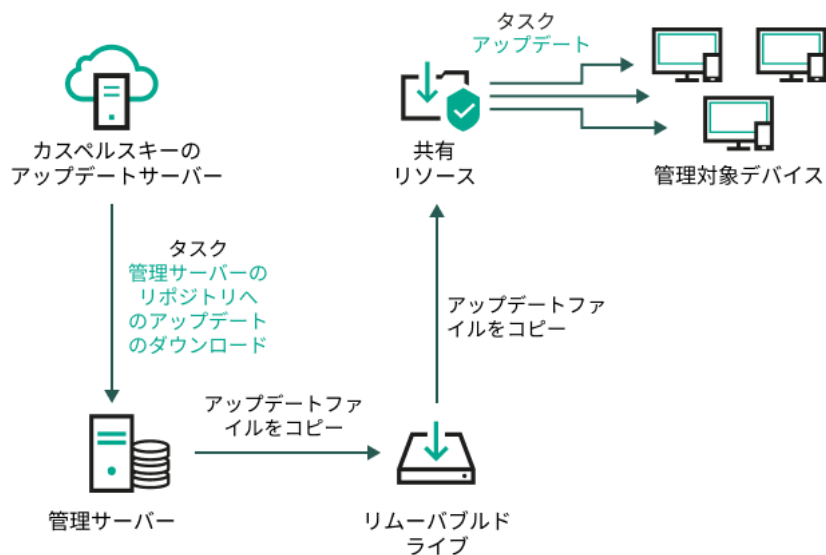 カスペルスキーの
アップデートサーバー
タスク
管理サーバーの
リポジトリへ
のアップデート
のダウンロード
管理サーバー
アップデートファ
イルをコピー
リムーバブルド
ライブ
アップデートファ
イルをコピー
共有
リソース
タスク
アップデート
管理対象デバイス